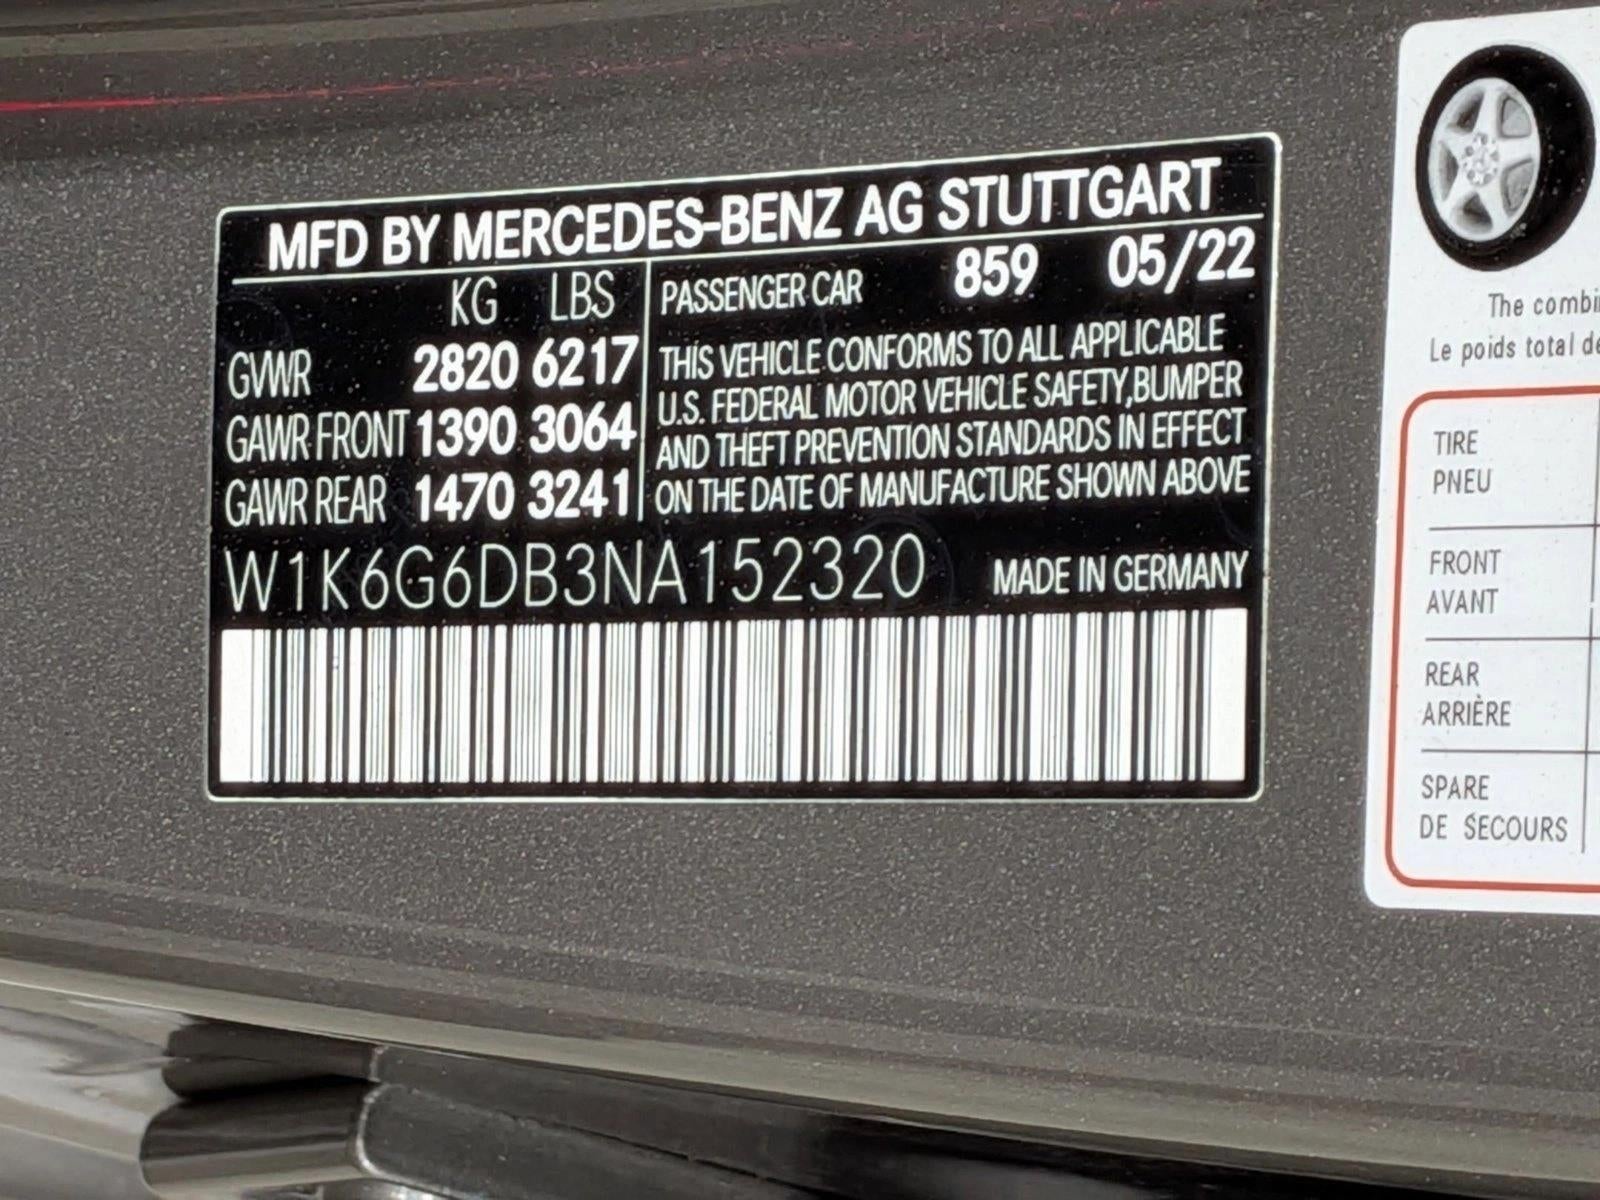 MFD BY MERCEDES-BENZ AG STUTTGART
KG LBS
GVWR 2820 6217
GAWR FRONT 1390 3064
GAWR REAR 1470 3241
PASSENGER CAR 859 05/22
THIS VEHICLE CONFORMS TO ALL APPLICABLE
U.S. FEDERAL MOTOR VEHICLE SAFETY,BUMPER
AND THEFT PREVENTION STANDARDS IN EFFECT
ON THE DATE OF MANUFACTURE SHOWN ABOVE
W1K6G6DB3NA152320 MADE IN GERMANY
The
Le poids total
TIRE
PNEU
FRONT
AVANT
REAR
ARRIÈRE
SPARE
DE SECOURS